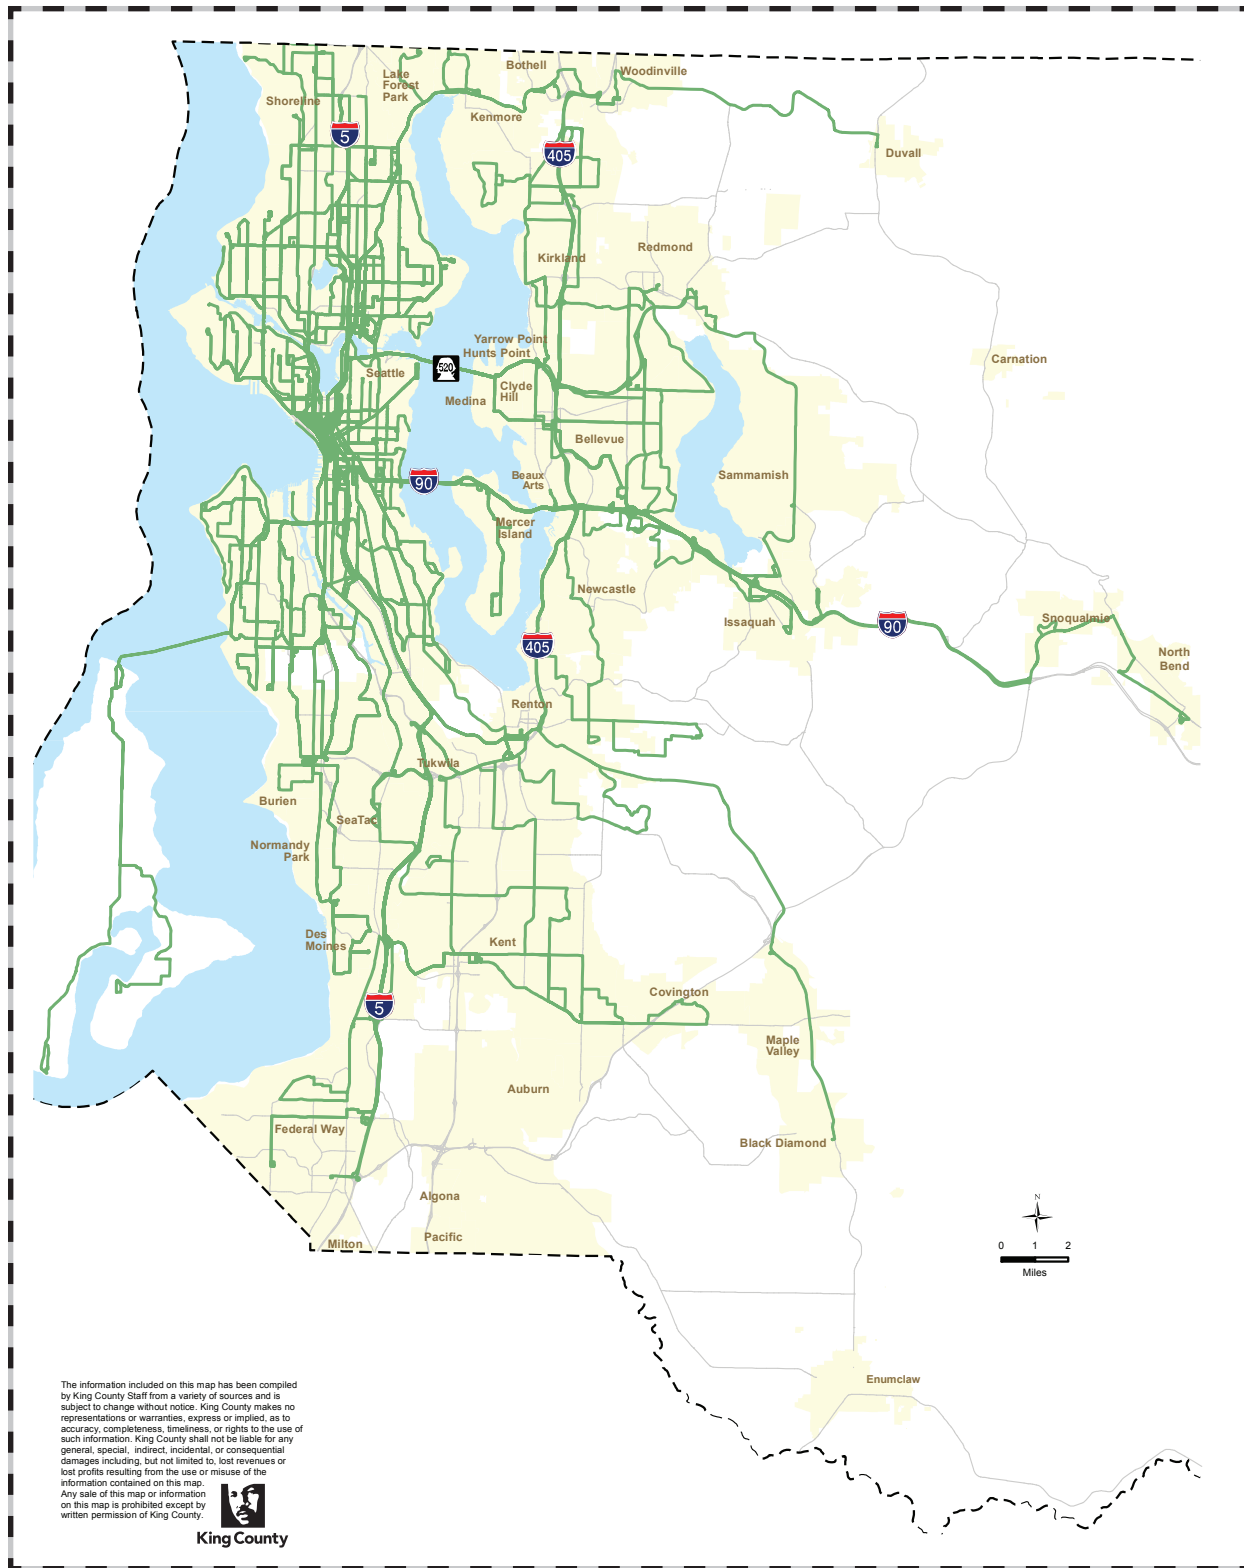 Bothell
Woodinville
Lake
Forest
Park
Shoreline
Kenmore
5
405
Duvall
Redmond
Kirkland
Yarrow Point
Hunts Point
520
Seattle
Clyde
Hill
Medina
Carnation
Bellevue
Beaux
Arts
Sammamish
90
Mercer
Island
Newcastle
Issaquah
90
Snoqualmie
405
North
Bend
Renton
Tukwila
Burien
SeaTac
Normandy
Park
Des
Moines
Kent
Covington
5
Maple
Valley
Auburn
Federal Way
Black Diamond
Algona
Pacific
Milton
N
0 1 2
Miles
Enumclaw
The information included on this map has been compiled
by King County Staff from a variety of sources and is
subject to change without notice. King County makes no
representations or warranties, express or implied, as to
accuracy, completeness, timeliness, or rights to the use of
such information. King County shall not be liable for any
general, special, indirect, incidental, or consequential
damages including, but not limited to, lost revenues or
lost profits resulting from the use or misuse of the
information contained on this map.
Any sale of this map or information
on this map is prohibited except by
written permission of King County.
King County